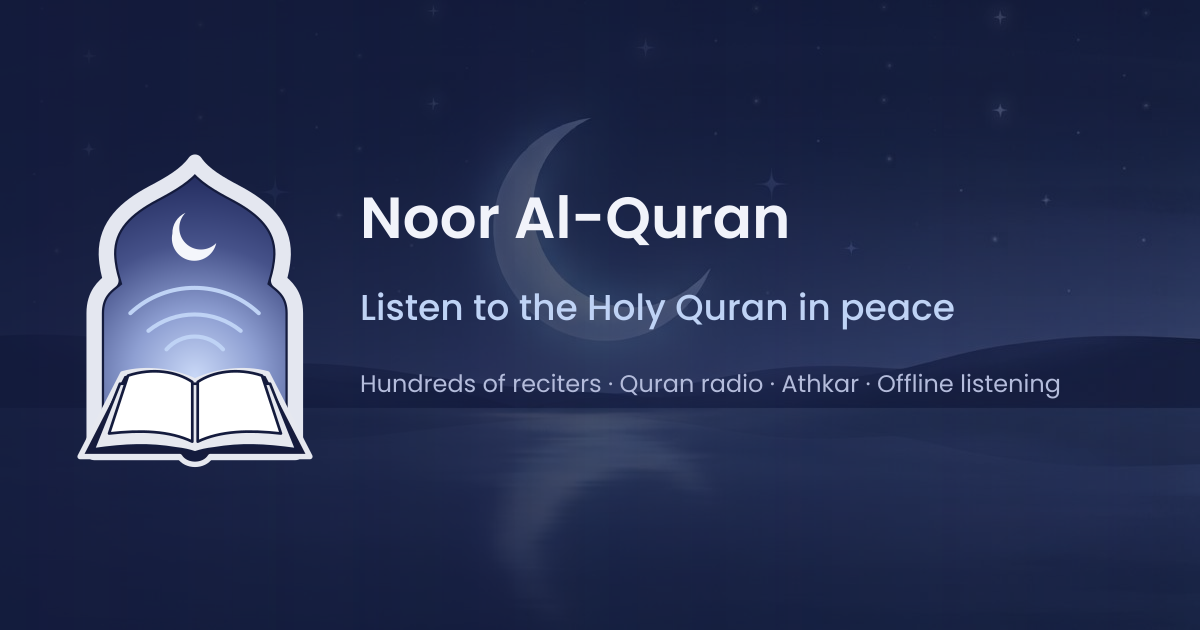 Noor Al-Quran
Listen to the Holy Quran in peace
Hundreds of reciters · Quran radio · Athkar · Offline listening